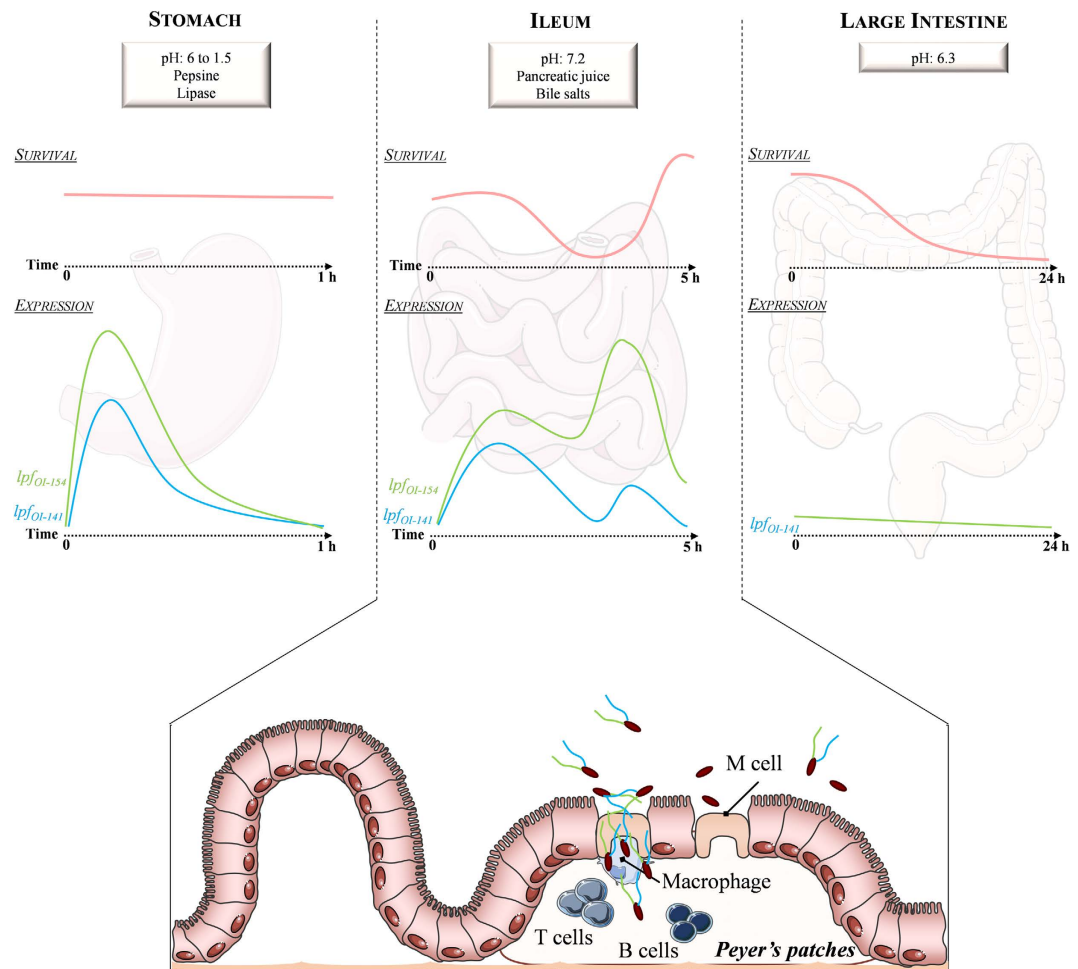 STOMACH
pH: 6 to 1.5
Pepsine
Lipase
SURVIVAL
Time
0
1 h
EXPRESSION
lpfOI-154
lpfOI-141
Time
0
1 h
ILEUM
pH: 7.2
Pancreatic juice
Bile salts
SURVIVAL
Time
0
5 h
EXPRESSION
lpfOI-154
lpfOI-141
Time
0
5 h
LARGE INTESTINE
pH: 6.3
SURVIVAL
Time
0
24 h
EXPRESSION
lpfOI-141
Time
0
24 h
M cell
Macrophage
T cells
B cells
Peyer's patches